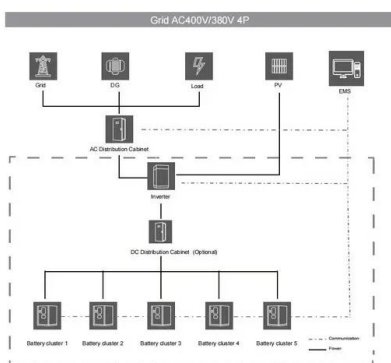 Grid AC400V/380V 4P
Grid
DG
Load
PV
EMS
AC Distribution Cabinet
Inverter
DC Distribution Cabinet (Optional)
Battery cluster 1
Battery cluster 2
Battery cluster 3
Battery cluster 4
Battery cluster 5
Communication
Power